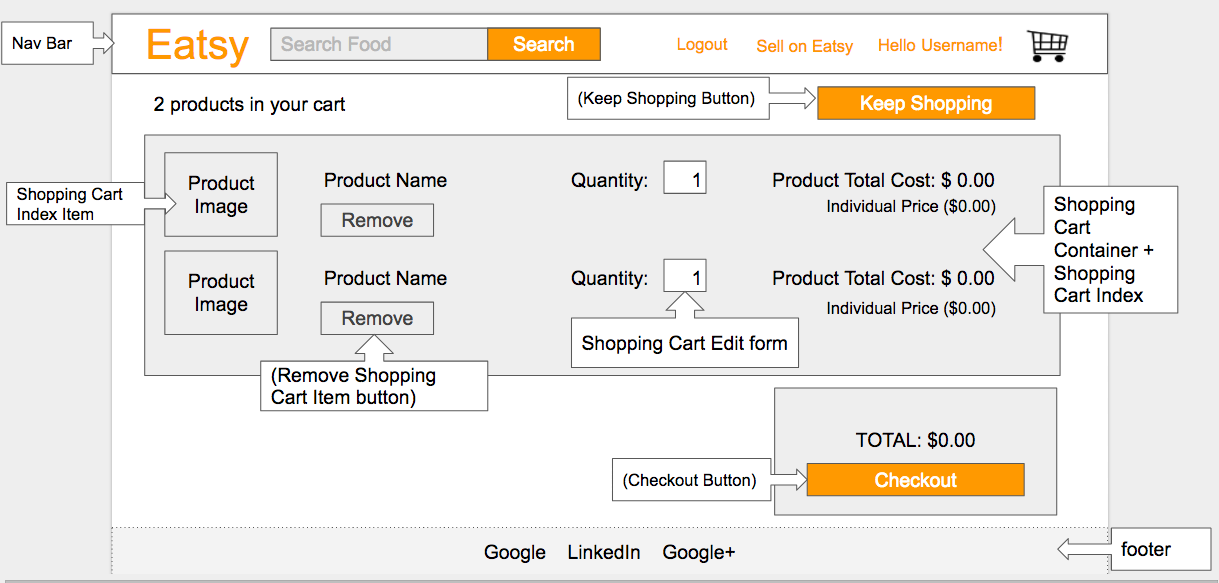 Nav Bar
Eatsy
Search Food
Search
Logout
Sell on Eatsy
Hello Username!
2 products in your cart
(Keep Shopping Button)
Keep Shopping
Shopping Cart
Index Item
Product
Image
Product Name
Remove
Quantity:
1
Product Total Cost: $ 0.00
Individual Price ($0.00)
Shopping
Cart
Container +
Shopping
Cart Index
Product
Image
Product Name
Remove
Quantity:
1
Product Total Cost: $ 0.00
Individual Price ($0.00)
Shopping Cart Edit form
(Remove Shopping
Cart Item button)
TOTAL: $0.00
(Checkout Button)
Checkout
Google
LinkedIn
Google+
footer